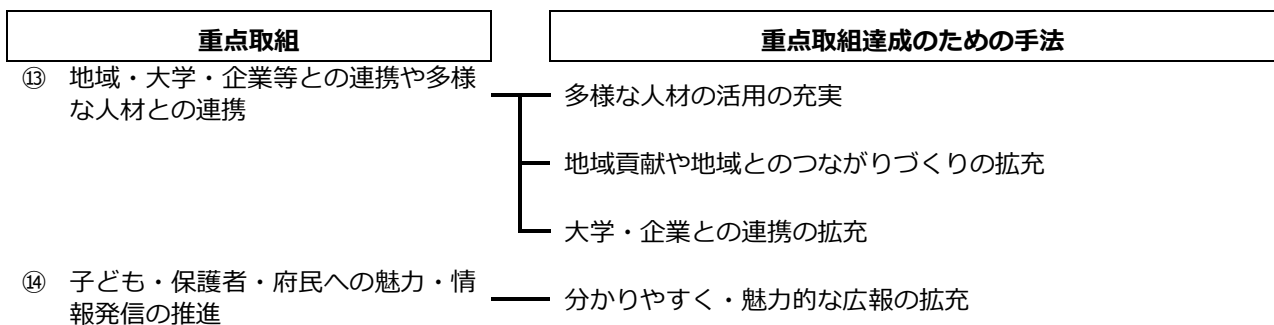 重点取組
重点取組達成のための手法
⑬ 地域・大学・企業等との連携や多様
な人材との連携
多様な人材の活用の充実
地域貢献や地域とのつながりづくりの拡充
大学・企業との連携の拡充
⑭ 子ども・保護者・府民への魅力・情
報発信の推進
分かりやすく・魅力的な広報の拡充